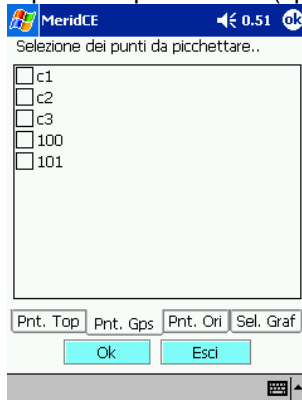 MeridCE 0.51 ok
Selezione dei punti da picchettare..
c1
c2
c3
100
101
Pnt. Top Pnt. Gps Pnt. Ori Sel. Graf
Ok Esci